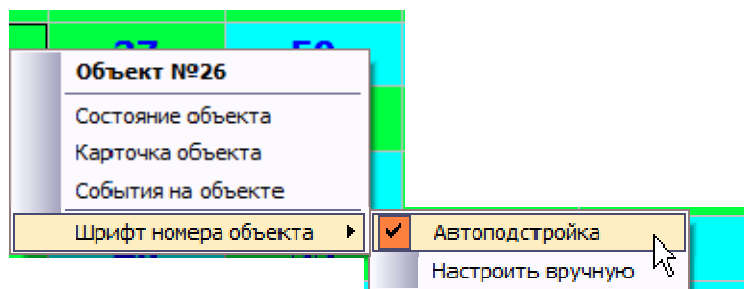 Объект №26
Состояние объекта
Карточка объекта
События на объекте
Шрифт номера объекта
Автоподстройка
Настроить вручную